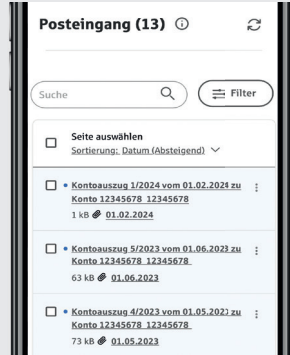 Posteingang (13)
Suche
Filter
Seite auswählen
Sortierung: Datum (Absteigend)
Kontoauszug 1/2024 vom 01.02.2024 zu
Konto 12345678 12345678
1 kB 01.02.2024
Kontoauszug 5/2023 vom 01.06.2023 zu
Konto 12345678 12345678
63 kB 01.06.2023
Kontoauszug 4/2023 vom 01.05.2023 zu
Konto 12345678 12345678
73 kB 01.05.2023